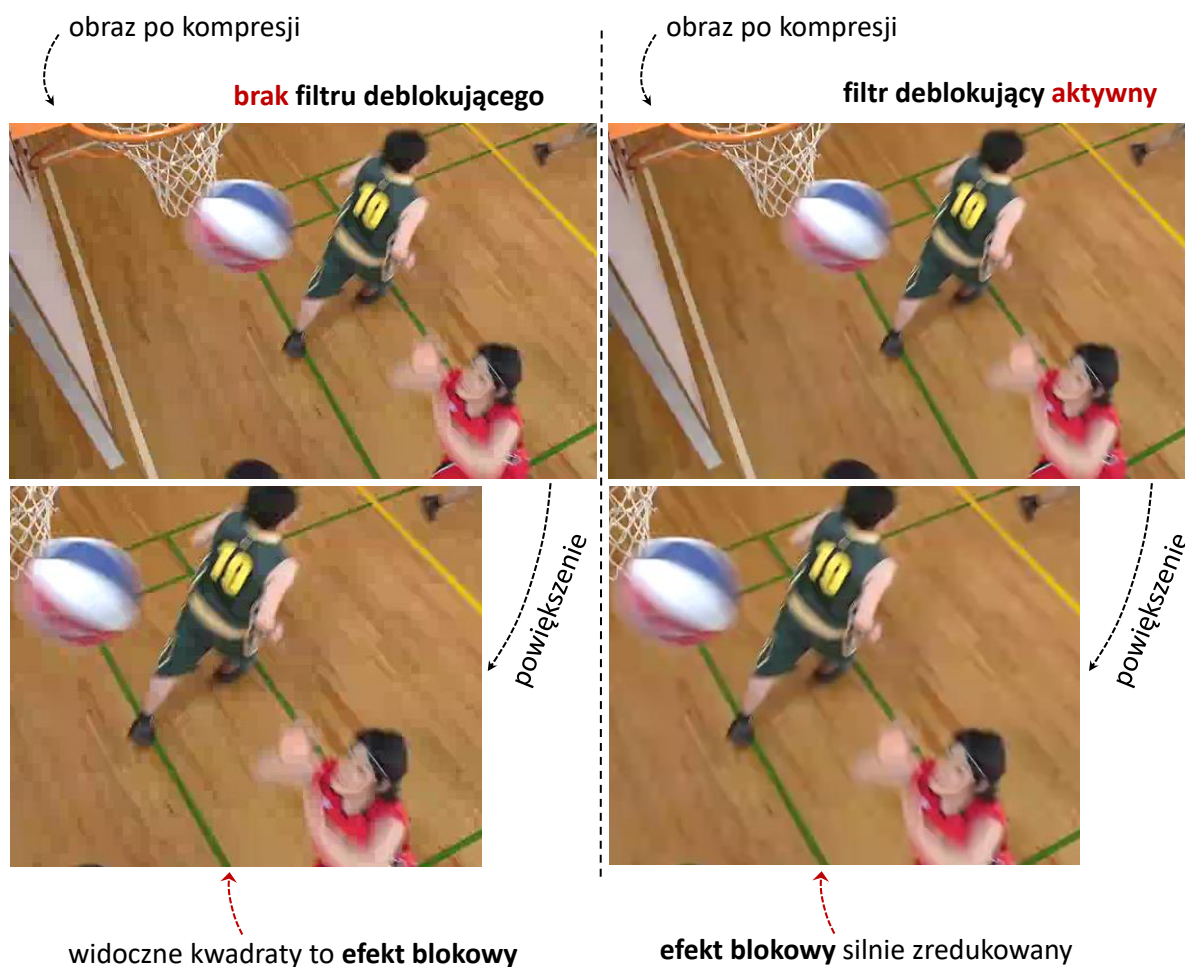 obraz po kompresji
brak filtru deblokującego
10
powiększenie
10
widoczne kwadraty to efekt blokowy
obraz po kompresji
filtr deblokujący aktywny
10
powiększenie
10
efekt blokowy silnie zredukowany